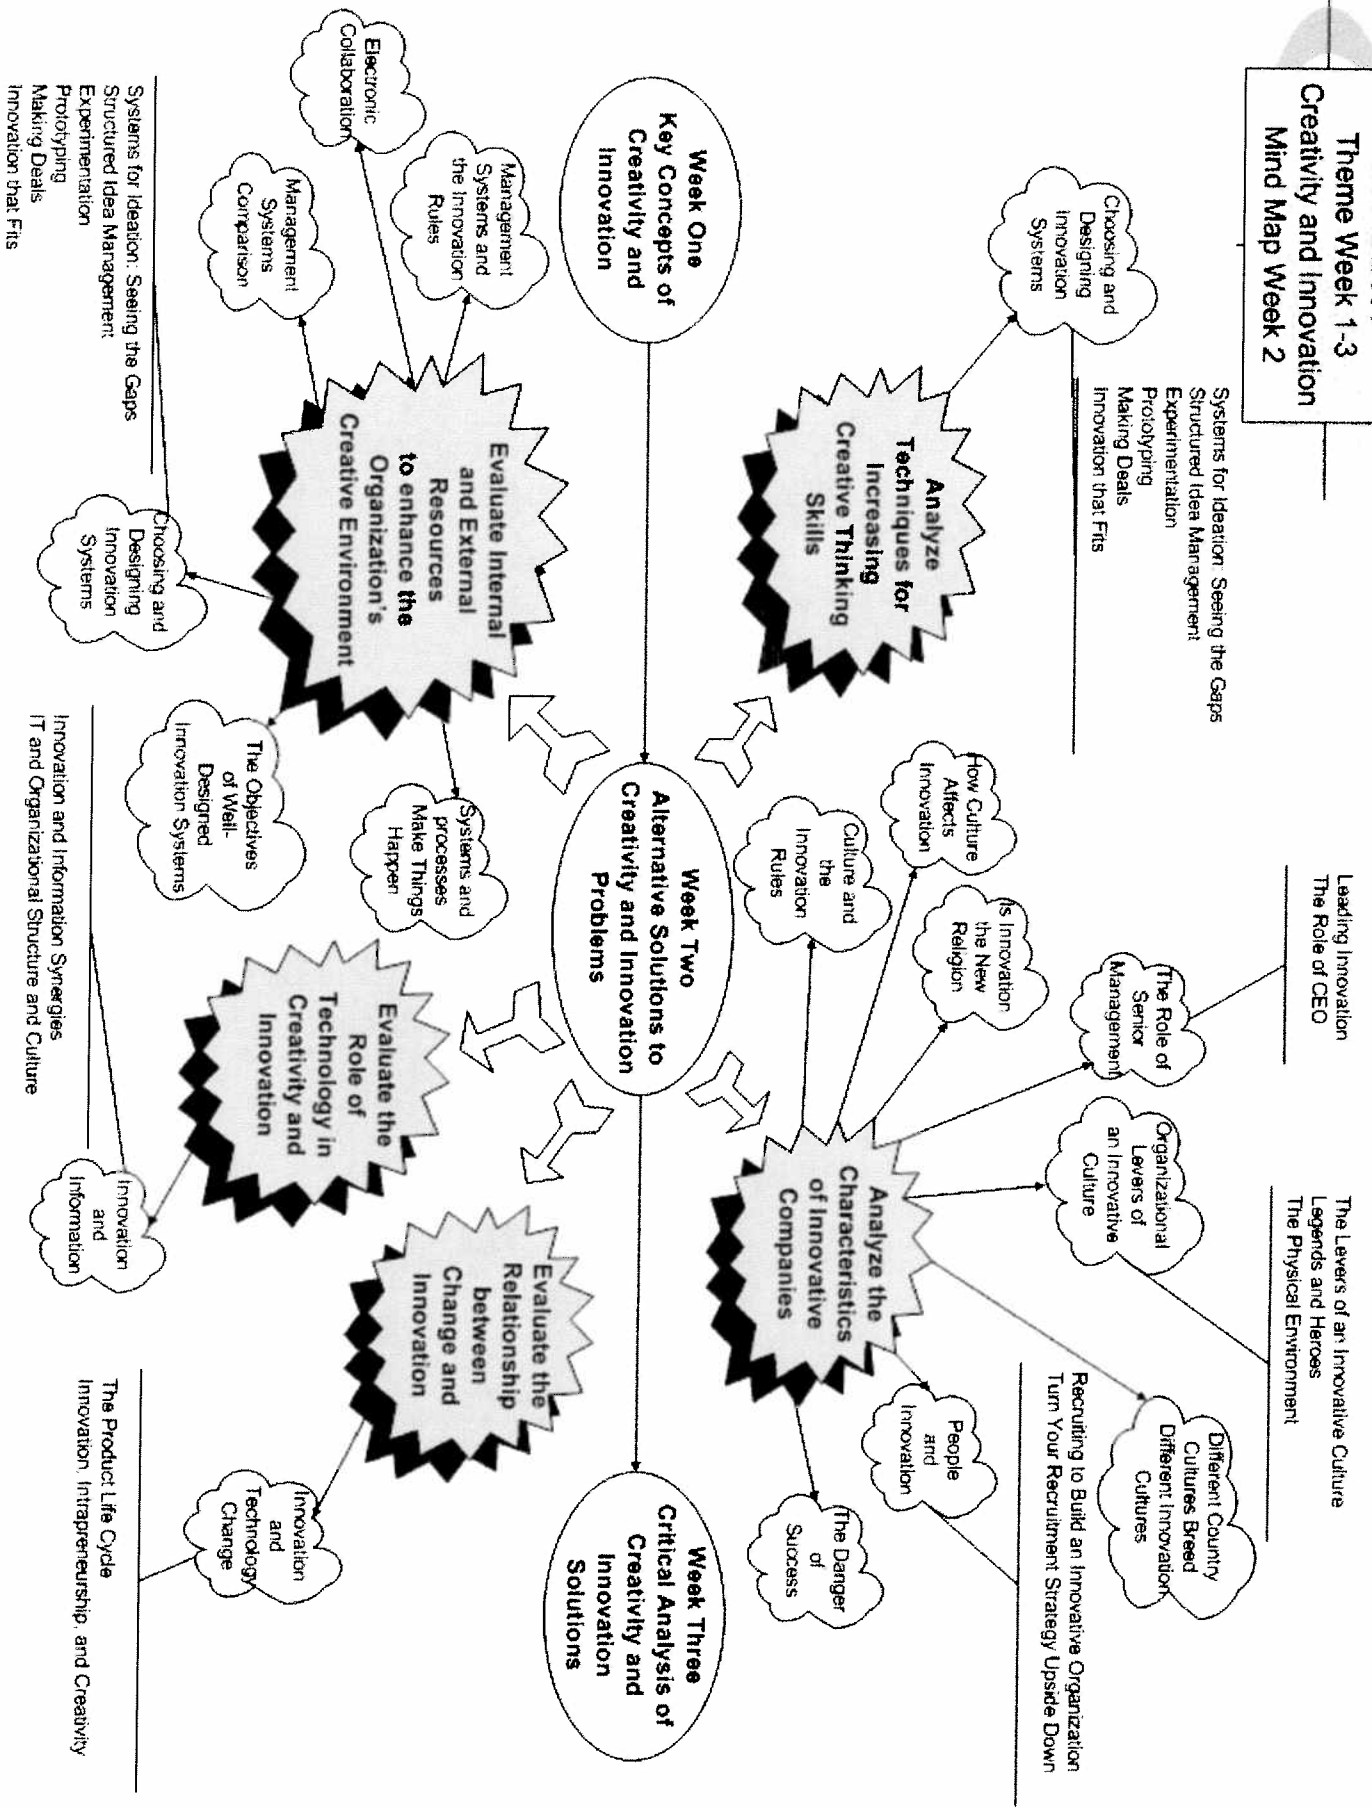 Theme Week 1-3
Creativity and Innovation
Mind Map Week 2
Systems for Ideation: Seeing the Gaps
Structured Idea Management
Experimentation
Prototyping
Making Deals
Innovation that Fits
Choosing and
Designing
Innovation
Systems
Analyze
Techniques for
Increasing
Creative Thinking
Skills
Leading Innovation
The Role of CEO
The Role of
Senior
Management
The Levers of an Innovative Culture
Legends and Heroes
The Physical Environment
Organizational
Levers of
an Innovative
Culture
Different Country
Cultures Breed
Different Innovation
Cultures
Recruiting to Build an Innovative Organization
Turn Your Recruitment Strategy Upside Down
People
and
Innovation
The Danger
of
Success
How Culture
Affects
Innovation
Is Innovation
the New
Religion
Culture and
the
Innovation
Rules
Analyze the
Characteristics
of Innovative
Companies
Week One
Key Concepts of
Creativity and
Innovation
Week Two
Alternative Solutions to
Creativity and Innovation
Problems
Week Three
Critical Analysis of
Creativity and
Innovation
Solutions
Management
Systems and
the Innovation
Rules
Electronic
Collaboration
Management
Systems
Comparison
Evaluate Internal
and External
Resources
to enhance the
Organization's
Creative Environment
Systems and
processes
Make Things
Happen
The Objectives
of Well-
Designed
Innovation Systems
Choosing and
Designing
Innovation
Systems
Systems for Ideation: Seeing the Gaps
Structured Idea Management
Experimentation
Prototyping
Making Deals
Innovation that Fits
Evaluate the
Role of
Technology in
Creativity and
Innovation
Innovation
and
Information
Innovation and Information Synergies
IT and Organizational Structure and Culture
Evaluate the
Relationship
between
Change and
Innovation
Innovation
and
Technology
Change
The Product Life Cycle
Innovation, Intrapreneurship, and Creativity